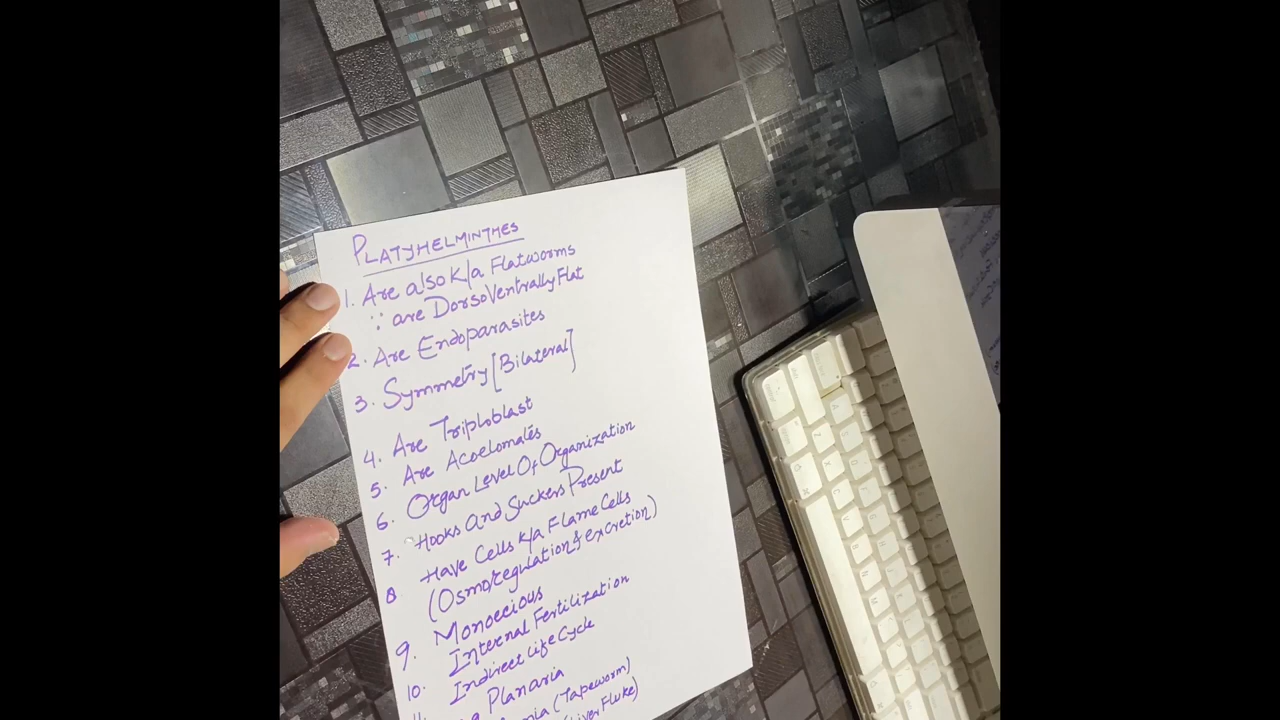 PLATYHELMINTHES
1. Are also k/a Flatworms
∵ are DorsoVentrally Flat
2. Are Endoparasites
3. Symmetry [Bilateral]
4. Are Triploblast
5. Are Acoelomates
6. Organ Level Of Organization
7. Hooks And Suckers Present
8 Have Cells k/a Flame Cells
(Osmoregulation & excretion)
9. Monoecious
10. Internal Fertilization
11. Indirect Life Cycle
Planaria
(Tapeworm)
(Liver Fluke)